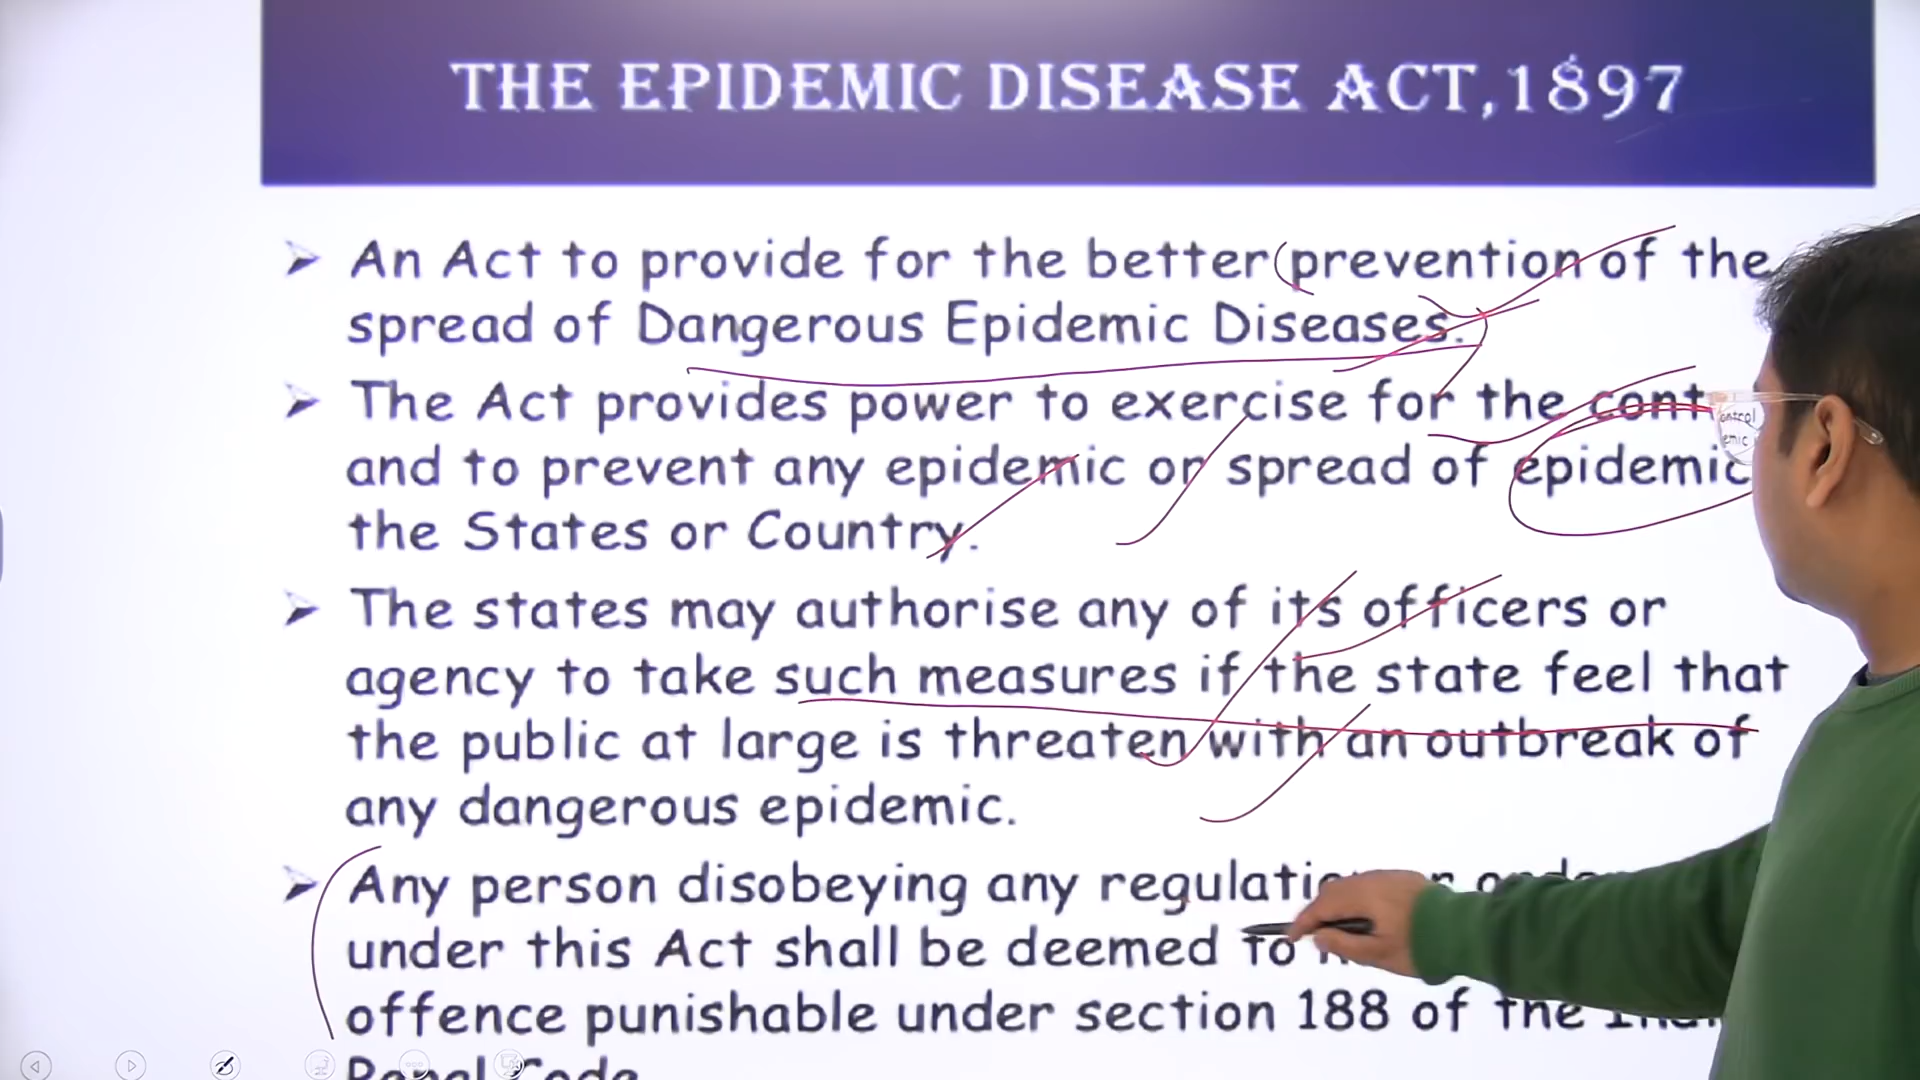 THE EPIDEMIC DISEASE ACT,1897
An Act to provide for the better prevention of the
spread of Dangerous Epidemic Diseases.
The Act provides power to exercise for the cont
and to prevent any epidemic or spread of epidemic
the States or Country.
The states may authorise any of its officers or
agency to take such measures if the state feel that
the public at large is threaten with an outbreak of
any dangerous epidemic.
Any person disobeying any regulatio
under this Act shall be deemed to
offence punishable under section 188 of the
Penal Code